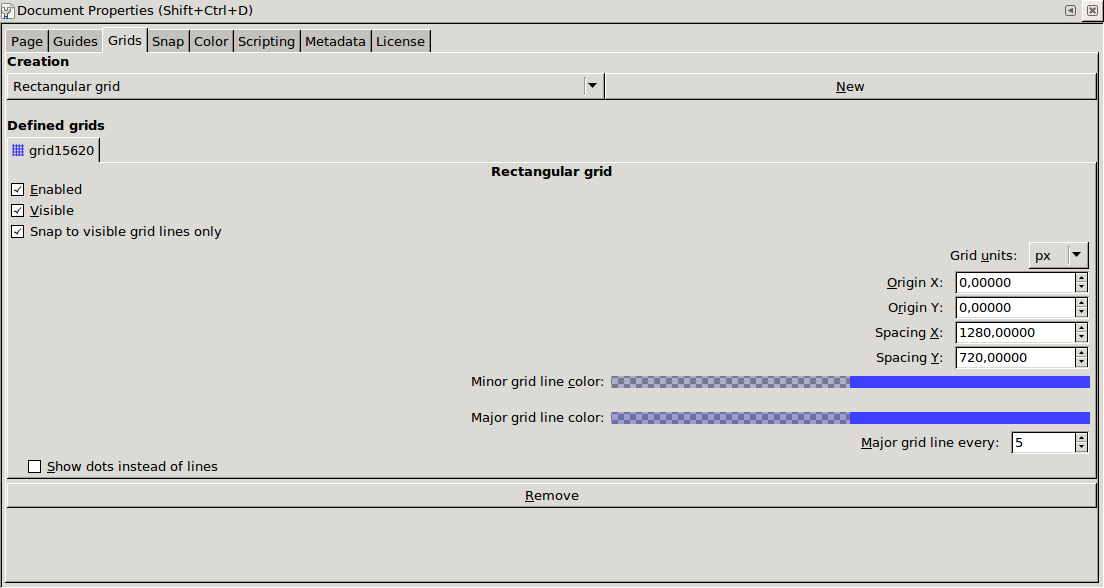 Document Properties (Shift+Ctrl+D)
Page Guides Grids Snap Color Scripting Metadata License
Creation
Rectangular grid New
Defined grids
grid15620
Rectangular grid
Enabled
Visible
Snap to visible grid lines only
Grid units: px
Origin X: 0,00000
Origin Y: 0,00000
Spacing X: 1280,00000
Spacing Y: 720,00000
Minor grid line color:
Major grid line color:
Major grid line every: 5
Show dots instead of lines
Remove